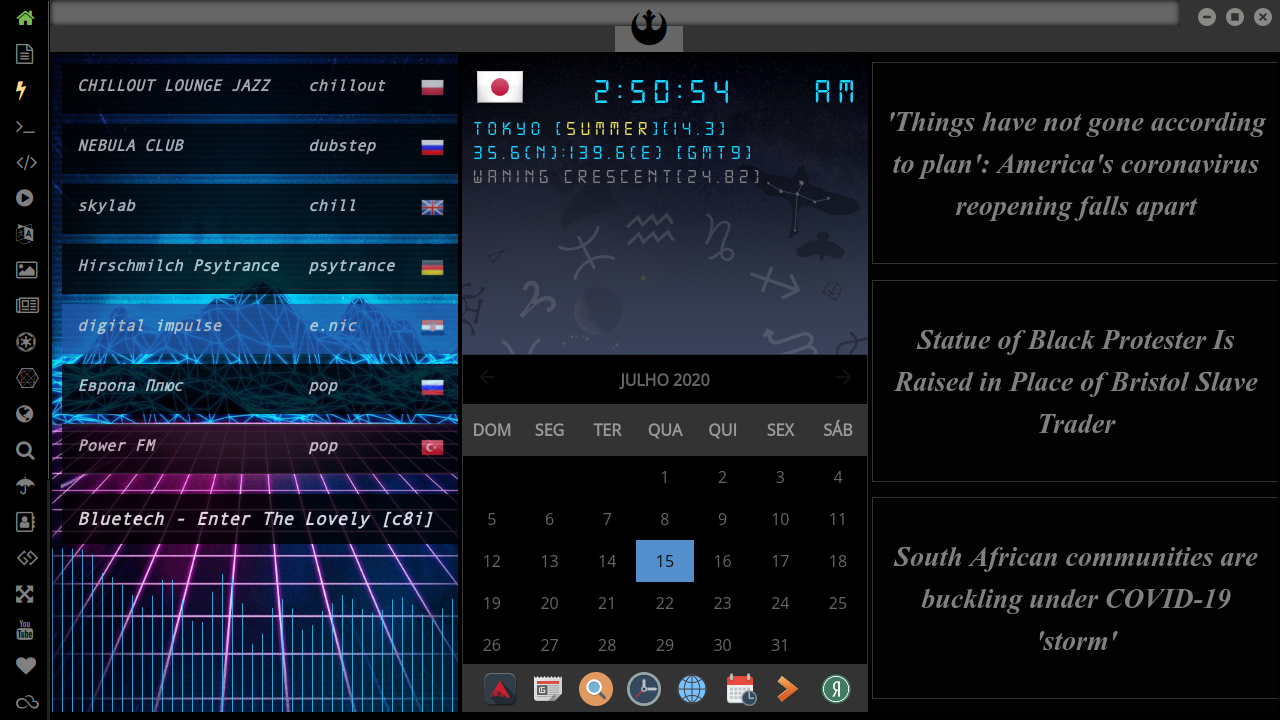 CHILLOUT LOUNGE JAZZ chillout
NEBULA CLUB dubstep
skylab chill
Hirschmilch Psytrance psytrance
digital impulse e.nic
Европа Плюс pop
Power FM pop
Bluetech - Enter The Lovely [c8i]
2:50:54 AM
TOKYO [SUMMER][14.3]
35.6(N):139.6(E) [GMT9]
WANING CRESCENT[24.82]
JULHO 2020
DOM SEG TER QUA QUI SEX SÁB
1 2 3 4
5 6 7 8 9 10 11
12 13 14 15 16 17 18
19 20 21 22 23 24 25
26 27 28 29 30 31
'Things have not gone according
to plan': America's coronavirus
reopening falls apart
Statue of Black Protester Is
Raised in Place of Bristol Slave
Trader
South African communities are
buckling under COVID-19
'storm'
You
Tube
Я